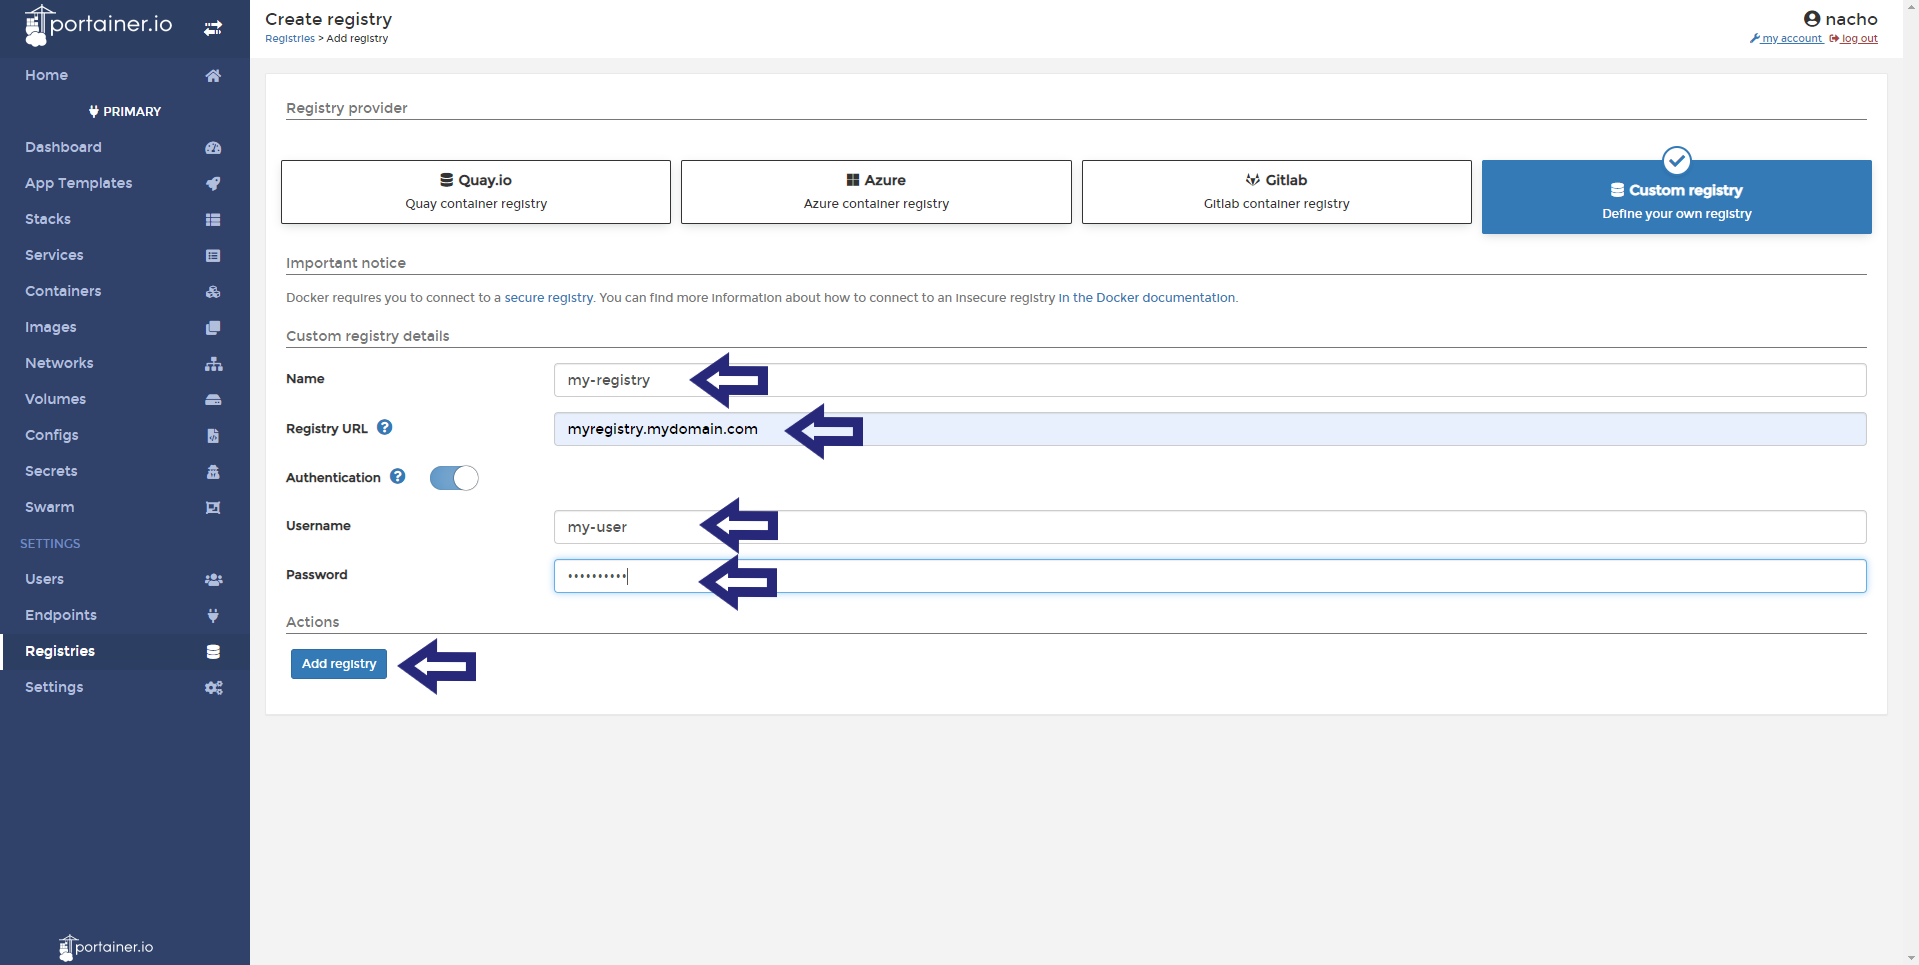 portainer.io
Home
PRIMARY
Dashboard
App Templates
Stacks
Services
Containers
Images
Networks
Volumes
Configs
Secrets
Swarm
SETTINGS
Users
Endpoints
Registries
Settings
portainer.io
Create registry
Registries > Add registry
nacho
my account log out
Registry provider
Quay.io
Quay container registry
Azure
Azure container registry
Gitlab
Gitlab container registry
Custom registry
Define your own registry
Important notice
Docker requires you to connect to a secure registry. You can find more information about how to connect to an insecure registry in the Docker documentation.
Custom registry details
Name
my-registry
Registry URL ?
myregistry.mydomain.com
Authentication ?
Username
my-user
Password
••••••••••
Actions
Add registry